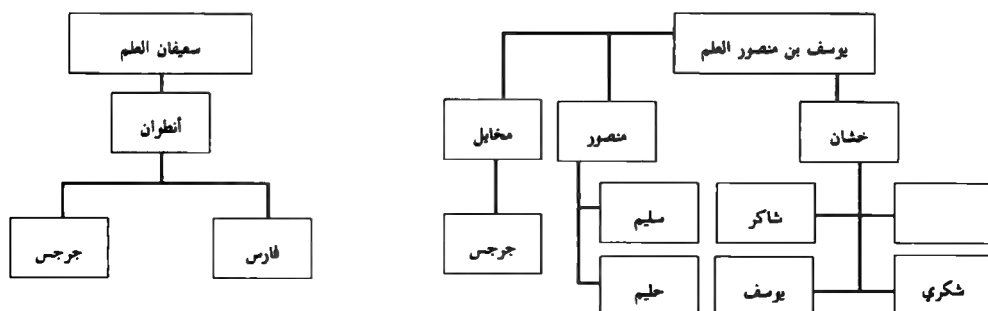 يوسف بن منصور العلم
سعيفان العلم
خشان
منصور
مخايل
أنطوان
شاكر
سليم
جرجس
فارس
جرجس
شكري
يوسف
حليم